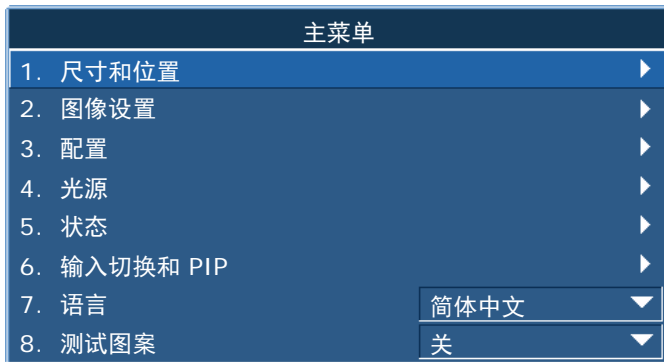 主菜单
1. 尺寸和位置
2. 图像设置
3. 配置
4. 光源
5. 状态
6. 输入切换和 PIP
7. 语言 简体中文
8. 测试图案 关